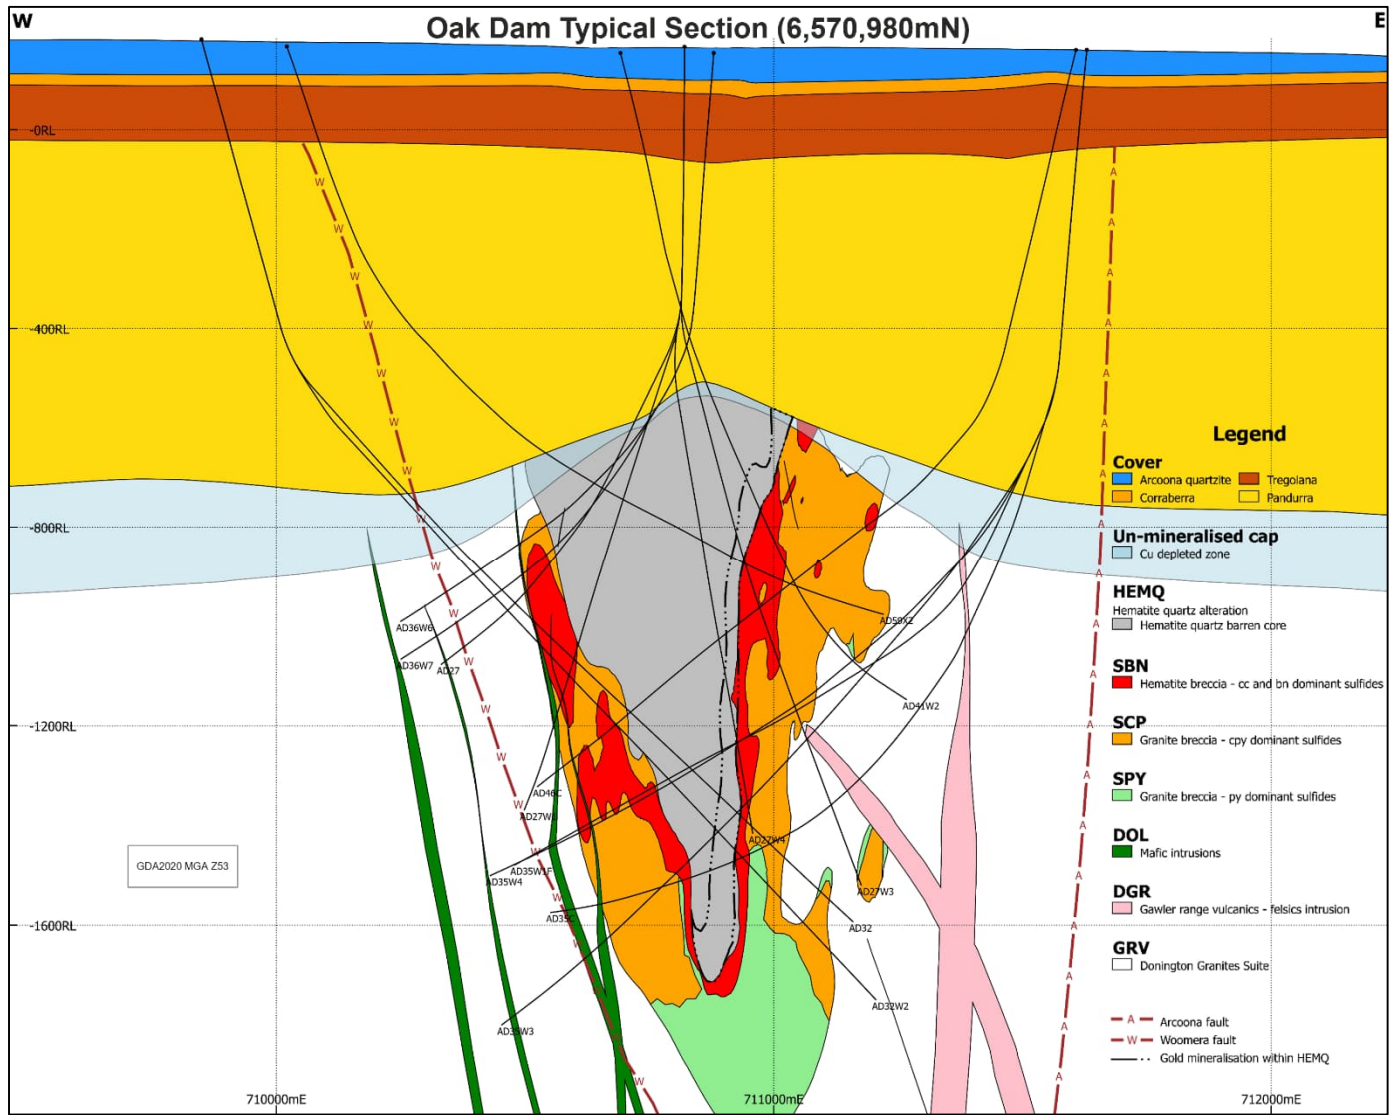 W
Oak Dam Typical Section (6,570,980mN)
E
-0RL
-400RL
-800RL
-1200RL
-1600RL
710000mE
711000mE
712000mE
AD36W6
AD36W7
AD27
AD59X2
AD41W2
AD46C
AD27W1
AD27W4
AD35W1F
AD35W4
AD27W3
AD35C
AD32
AD32W2
AD35W3
GDA2020 MGA Z53
Legend
Cover
Arcoona quartzite
Tregolana
Corraberra
Pandurra
Un-mineralised cap
Cu depleted zone
HEMQ
Hematite quartz alteration
Hematite quartz barren core
SBN
Hematite breccia - cc and bn dominant sulfides
SCP
Granite breccia - cpy dominant sulfides
SPY
Granite breccia - py dominant sulfides
DOL
Mafic intrusions
DGR
Gawler range vulcanics - felsics intrusion
GRV
Donington Granites Suite
A Arcoona fault
W Woomera fault
Gold mineralisation within HEMQ